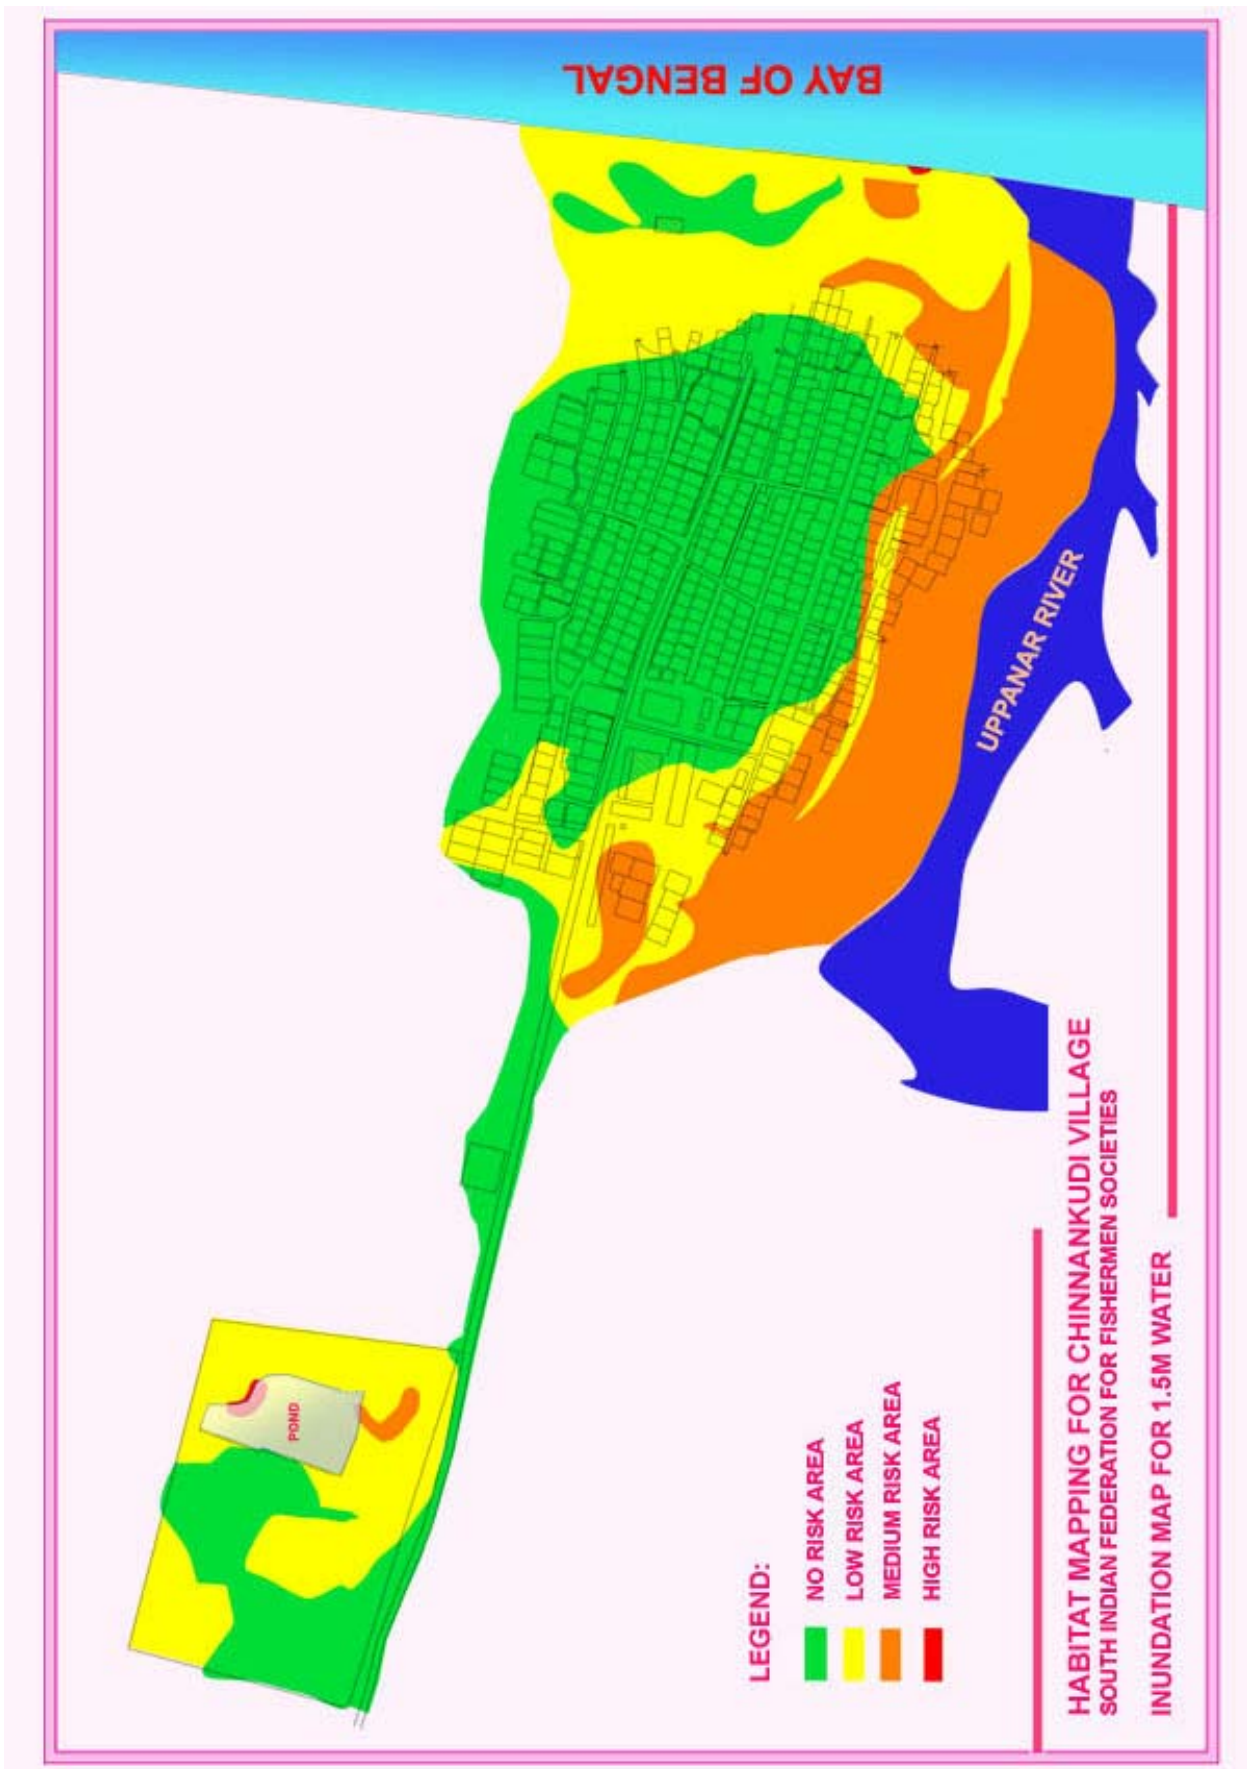 BAY OF BENGAL
UPPANAR RIVER
POND
LEGEND:
NO RISK AREA
LOW RISK AREA
MEDIUM RISK AREA
HIGH RISK AREA
HABITAT MAPPING FOR CHINNANKUDI VILLAGE
SOUTH INDIAN FEDERATION FOR FISHERMEN SOCIETIES
INUNDATION MAP FOR 1.5M WATER